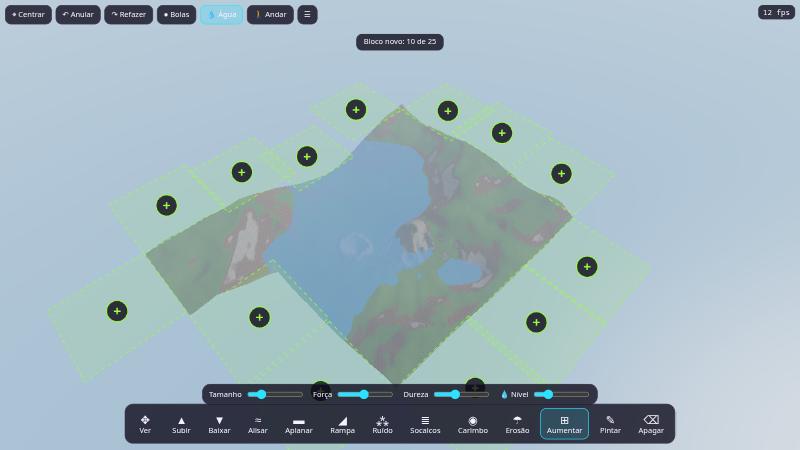 Centrar
Anular
Refazer
Bolas
Água
Andar
12 fps
Bloco novo: 10 de 25
Tamanho
Força
Dureza
Nível
Ver
Subir
Baixar
Alisar
Aplanar
Rampa
Ruído
Socalcos
Carimbo
Erosão
Aumentar
Pintar
Apagar